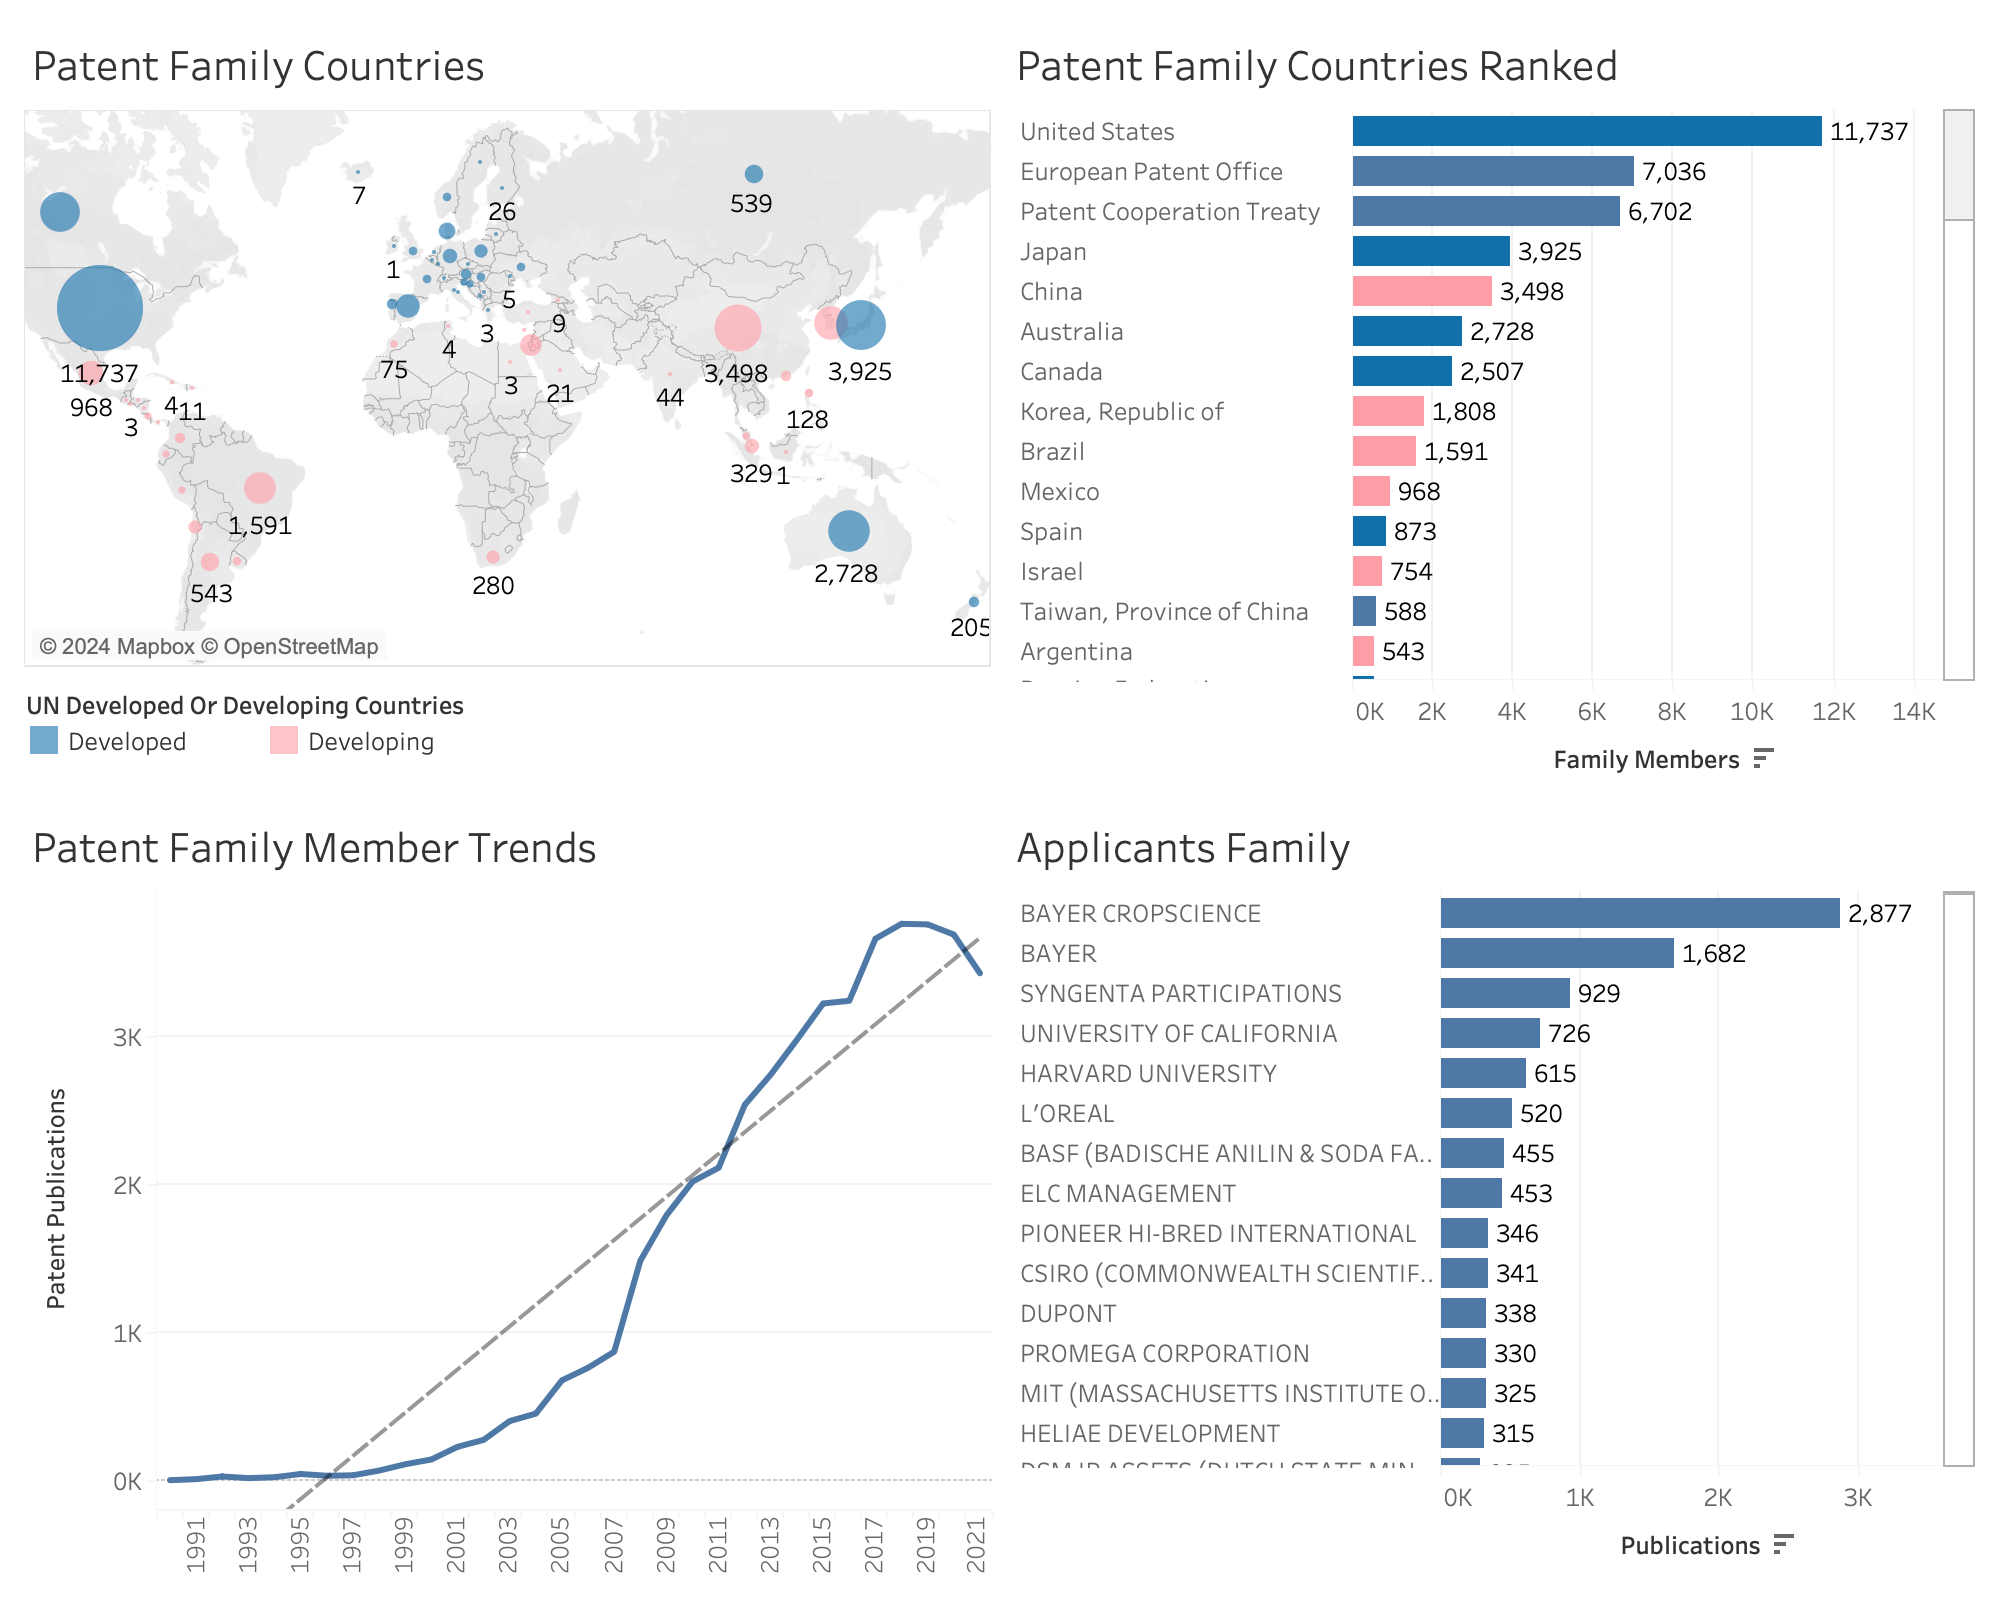 Patent Family Countries
7
26
539
1
5
3
9
4
75
3
21
44
11,737
3,498
3,925
968
4
11
3
128
329
1
1,591
280
2,728
543
205
© 2024 Mapbox © OpenStreetMap
UN Developed Or Developing Countries
Developed
Developing
Patent Family Countries Ranked
United States 11,737
European Patent Office 7,036
Patent Cooperation Treaty 6,702
Japan 3,925
China 3,498
Australia 2,728
Canada 2,507
Korea, Republic of 1,808
Brazil 1,591
Mexico 968
Spain 873
Israel 754
Taiwan, Province of China 588
Argentina 543
0K 2K 4K 6K 8K 10K 12K 14K
Family Members
Patent Family Member Trends
Patent Publications
3K
2K
1K
0K
1991 1993 1995 1997 1999 2001 2003 2005 2007 2009 2011 2013 2015 2017 2019 2021
Applicants Family
BAYER CROPSCIENCE 2,877
BAYER 1,682
SYNGENTA PARTICIPATIONS 929
UNIVERSITY OF CALIFORNIA 726
HARVARD UNIVERSITY 615
L'OREAL 520
BASF (BADISCHE ANILIN & SODA FA.. 455
ELC MANAGEMENT 453
PIONEER HI-BRED INTERNATIONAL 346
CSIRO (COMMONWEALTH SCIENTIF.. 341
DUPONT 338
PROMEGA CORPORATION 330
MIT (MASSACHUSETTS INSTITUTE O.. 325
HELIAE DEVELOPMENT 315
0K 1K 2K 3K
Publications